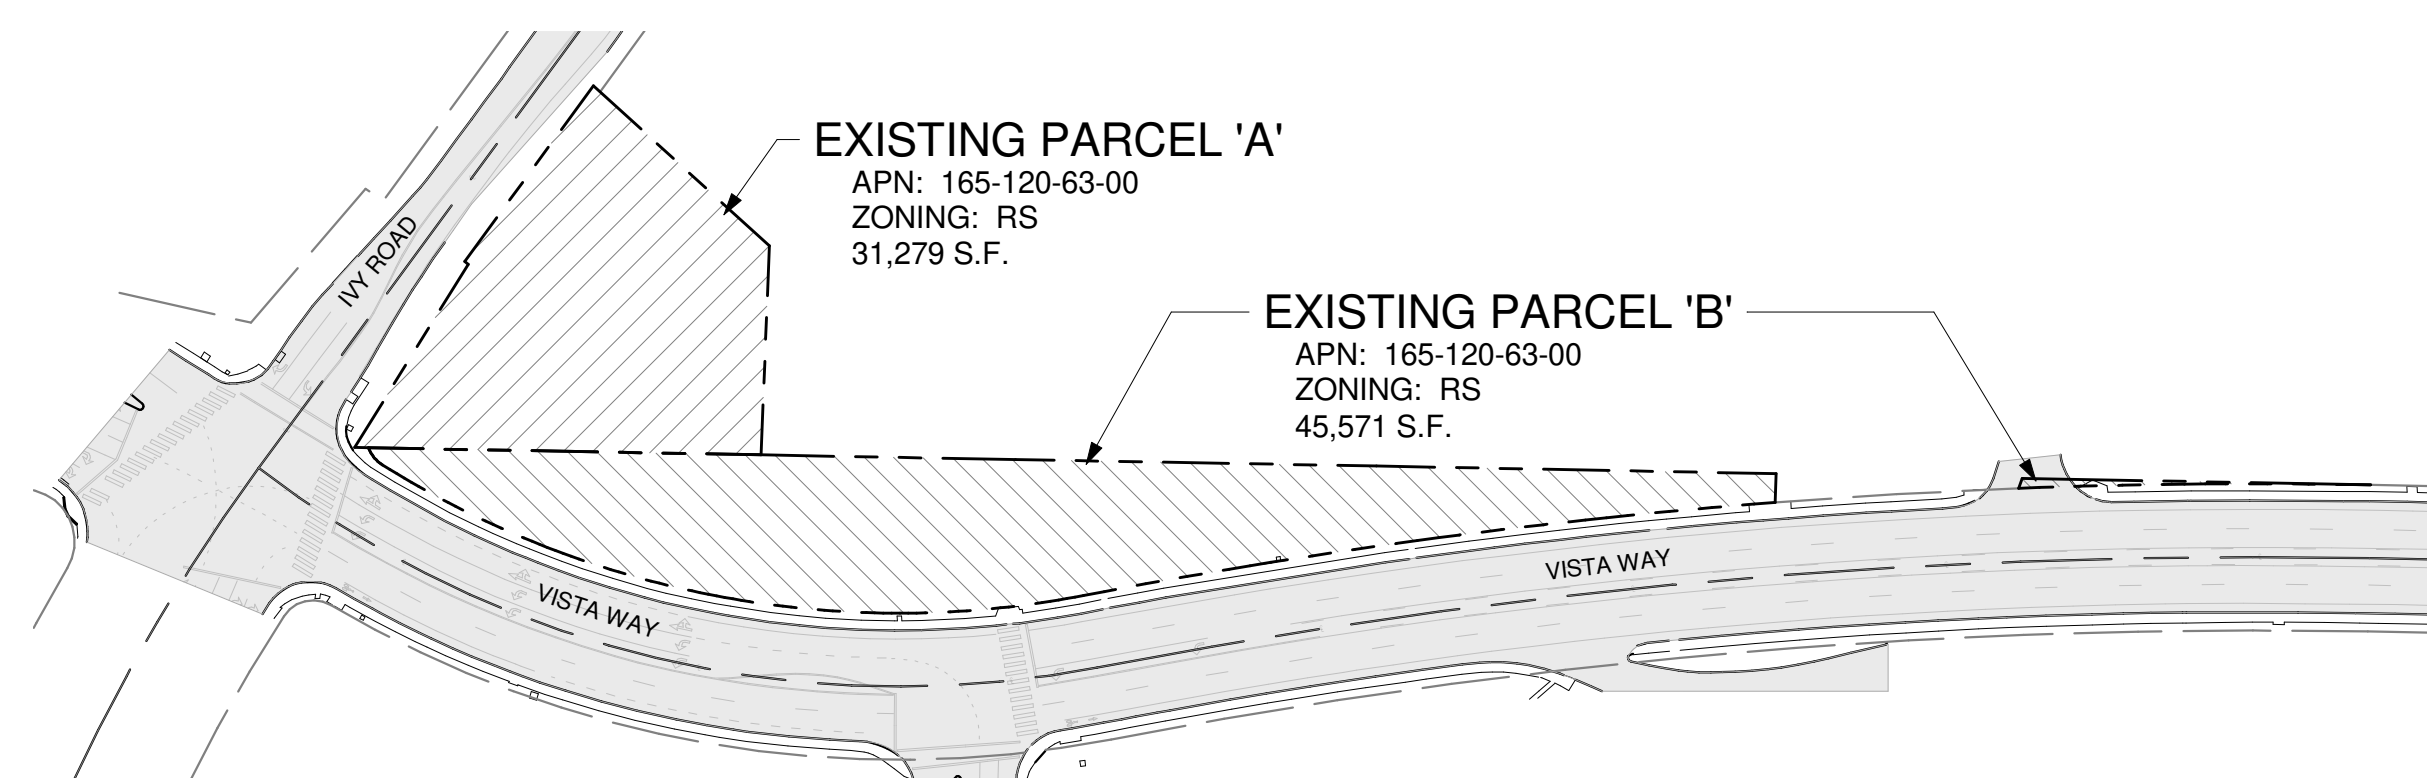 EXISTING PARCEL 'A'
APN: 165-120-63-00
ZONING: RS
31,279 S.F.
IVY ROAD
EXISTING PARCEL 'B'
APN: 165-120-63-00
ZONING: RS
45,571 S.F.
VISTA WAY
VISTA WAY